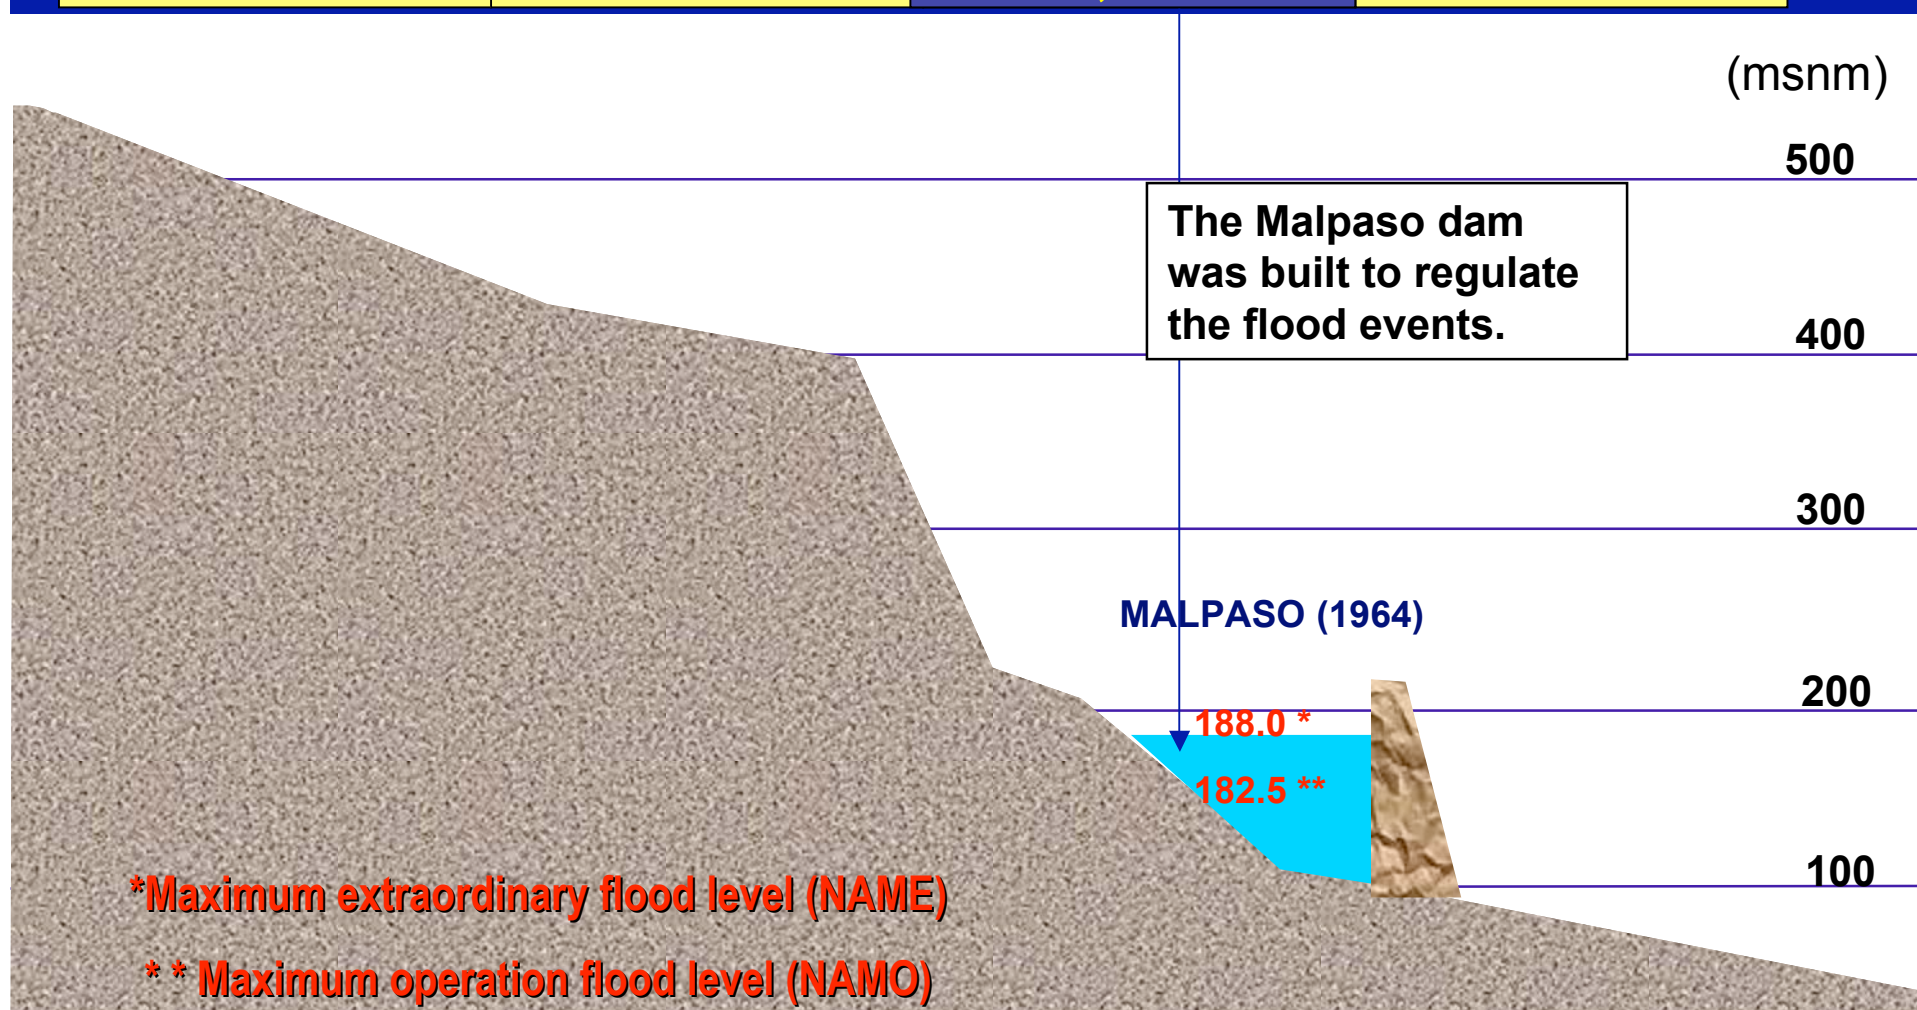 (msnm)
500
The Malpaso dam
was built to regulate
the flood events.
400
300
MALPASO (1964)
200
188.0 *
182.5 **
100
*Maximum extraordinary flood level (NAME)
* * Maximum operation flood level (NAMO)